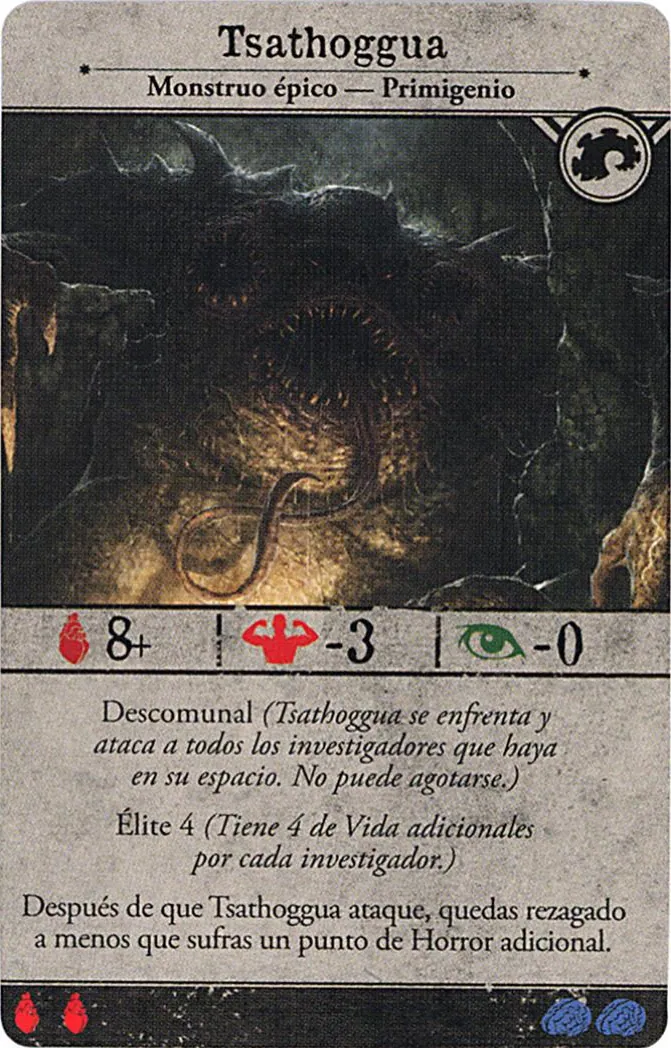 Tsathoggua
Monstruo épico — Primigenio
8+
-3
-0
Descomunal (Tsathoggua se enfrenta y
ataca a todos los investigadores que haya
en su espacio. No puede agotarse.)
Élite 4 (Tiene 4 de Vida adicionales
por cada investigador.)
Después de que Tsathoggua ataque, quedas rezagado
a menos que sufras un punto de Horror adicional.